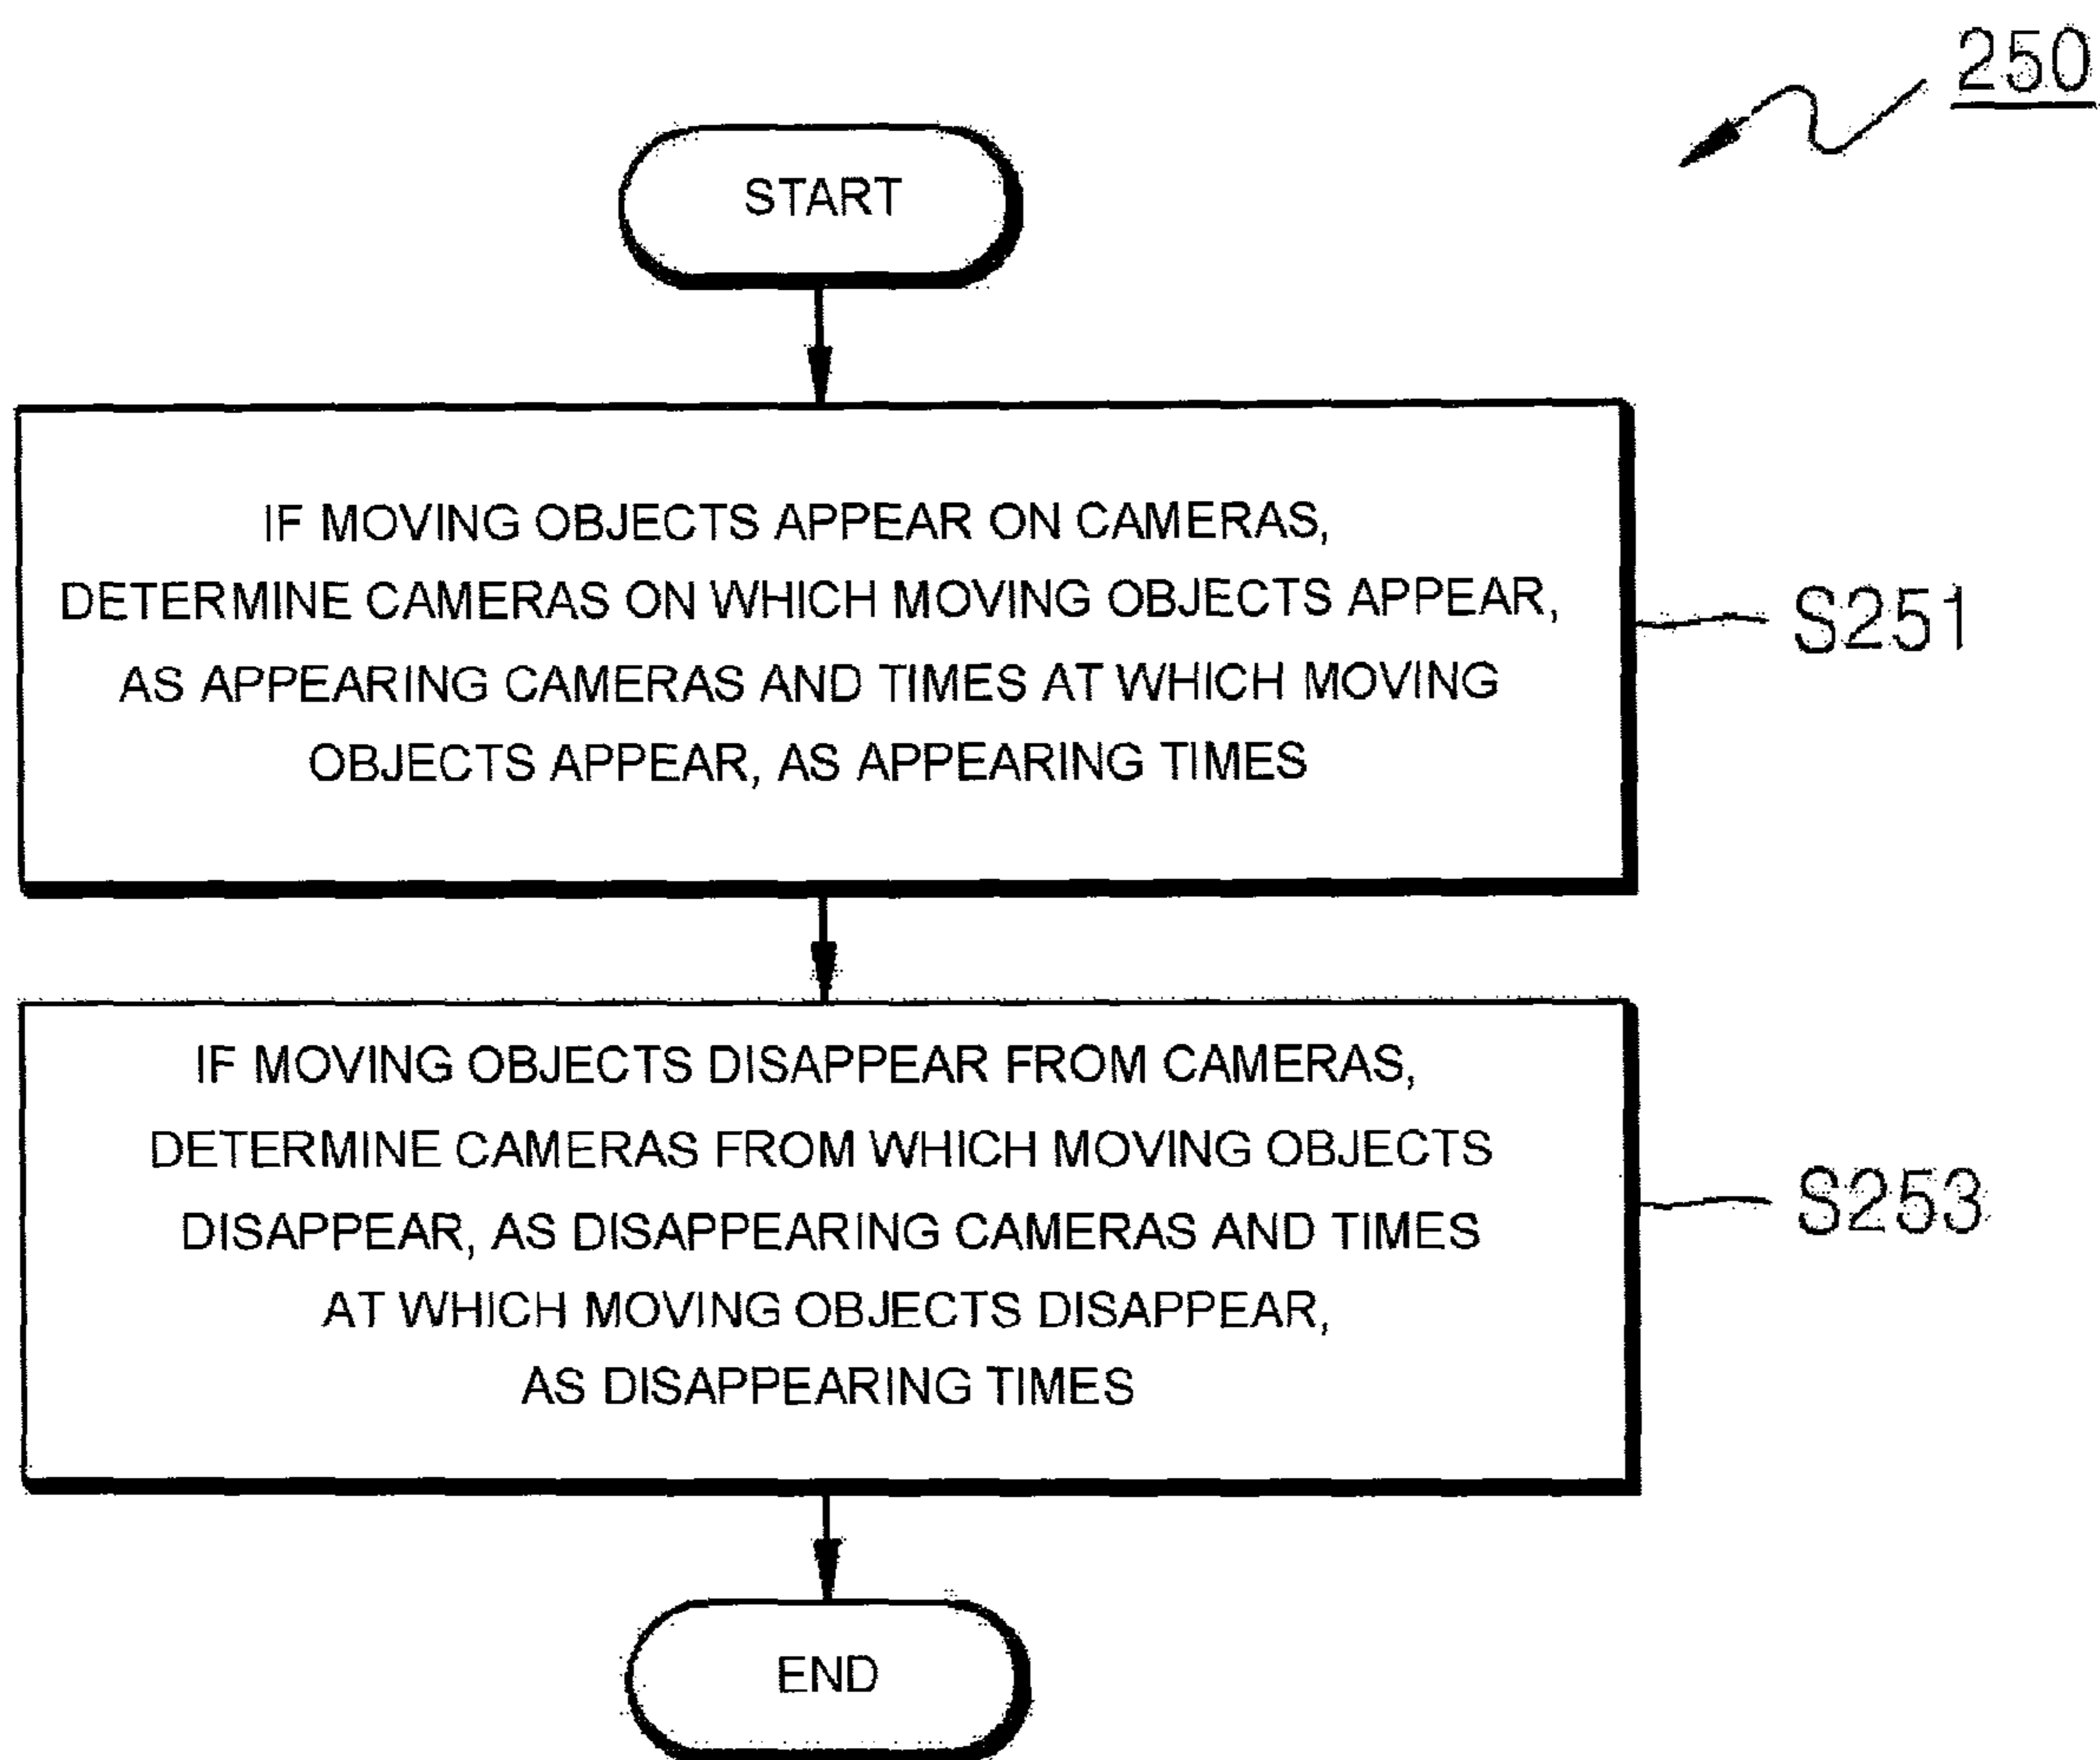 250
START
IF MOVING OBJECTS APPEAR ON CAMERAS,
DETERMINE CAMERAS ON WHICH MOVING OBJECTS APPEAR,
AS APPEARING CAMERAS AND TIMES AT WHICH MOVING
OBJECTS APPEAR, AS APPEARING TIMES
S251
IF MOVING OBJECTS DISAPPEAR FROM CAMERAS,
DETERMINE CAMERAS FROM WHICH MOVING OBJECTS
DISAPPEAR, AS DISAPPEARING CAMERAS AND TIMES
AT WHICH MOVING OBJECTS DISAPPEAR,
AS DISAPPEARING TIMES
S253
END